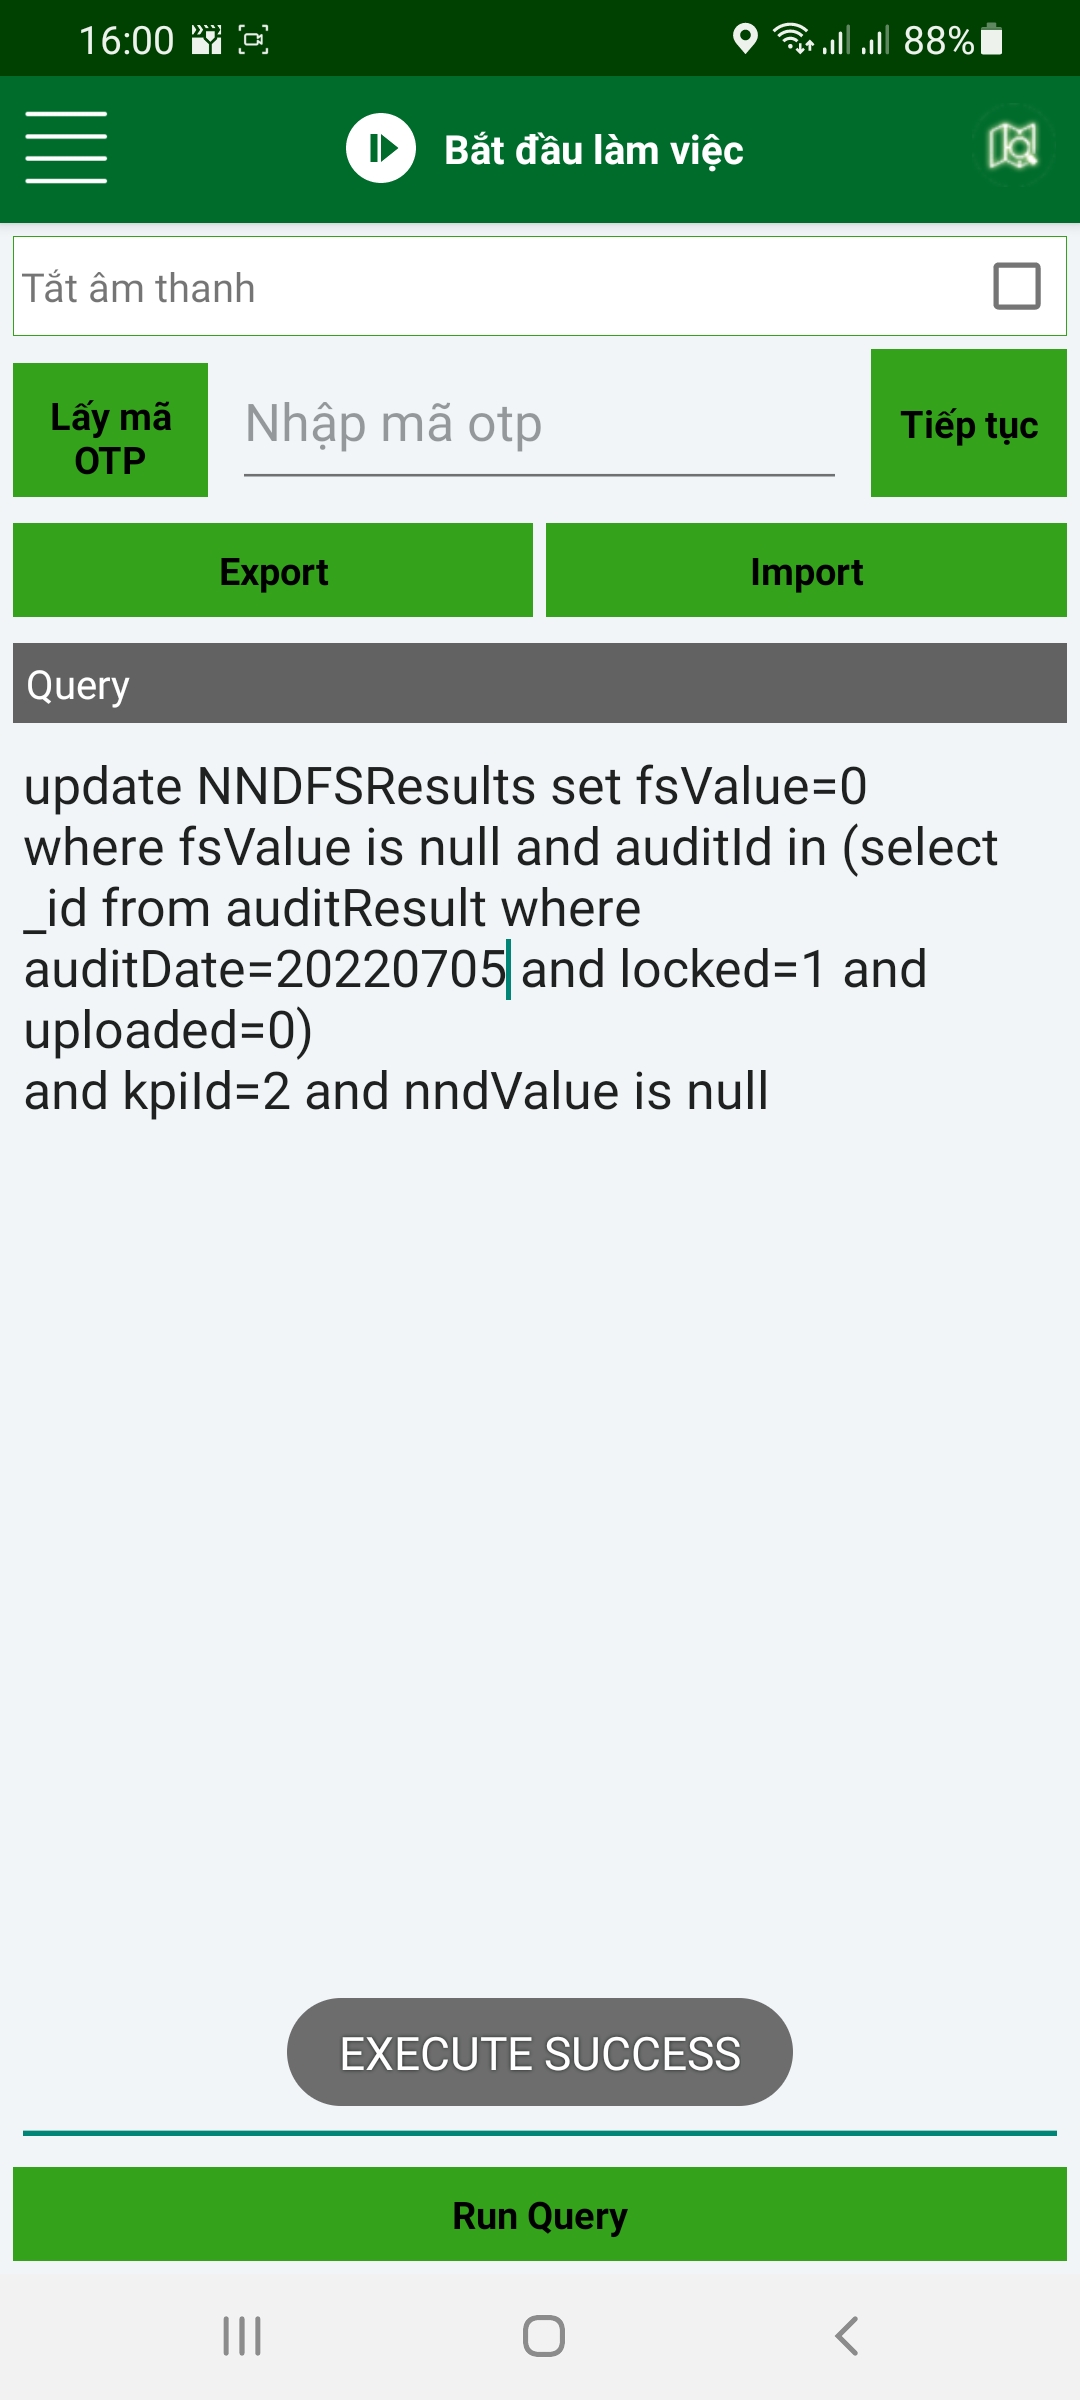 16:00
88%
Bắt đầu làm việc
Tắt âm thanh
Lấy mã
OTP
Nhập mã otp
Tiếp tục
Export
Import
Query
update NNDFSResults set fsValue=0
where fsValue is null and auditId in (select
_id from auditResult where
auditDate=20220705 and locked=1 and
uploaded=0)
and kpiId=2 and nndValue is null
EXECUTE SUCCESS
Run Query